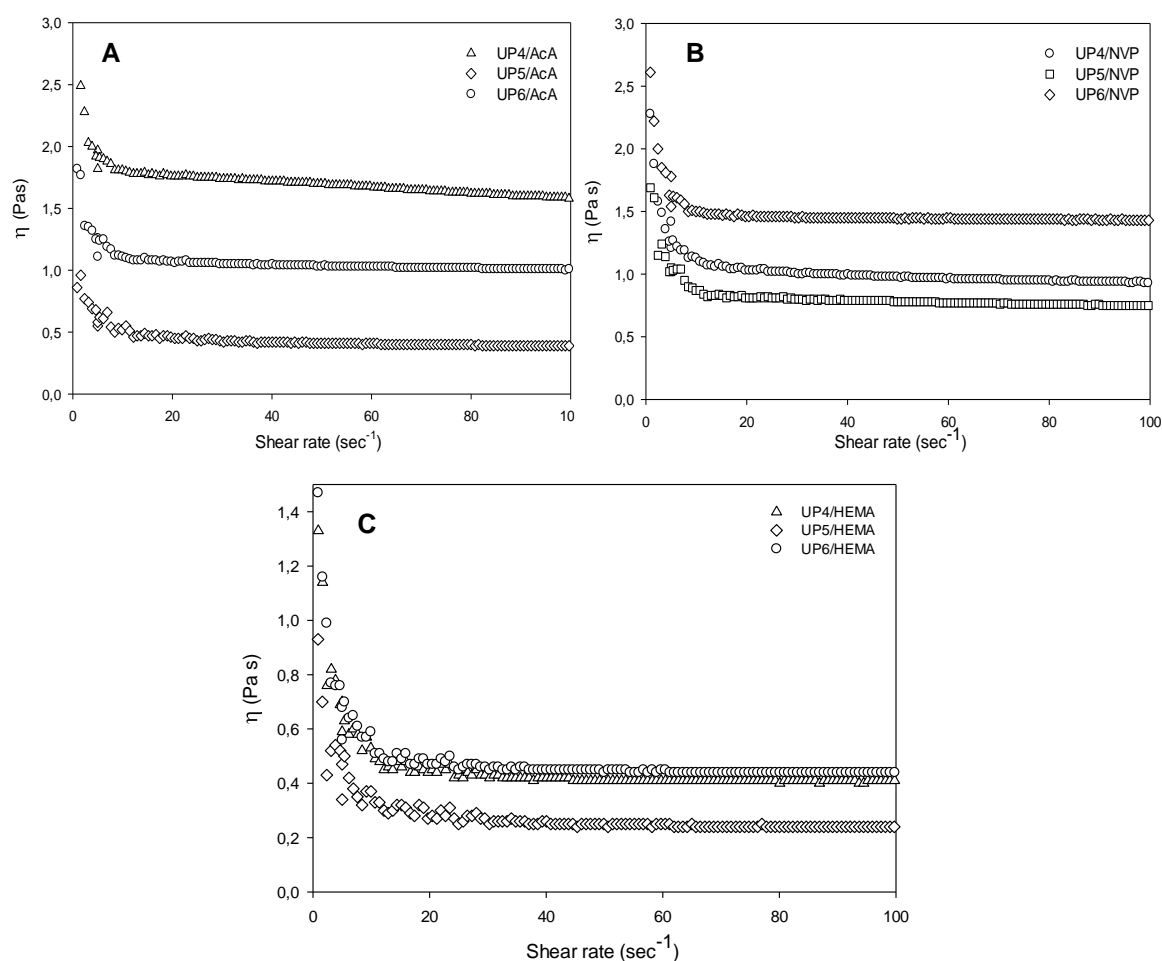 A
UP4/AcA
UP5/AcA
UP6/AcA
3,0
2,5
2,0
1,5
1,0
0,5
0,0
η (Pas)
0 20 40 60 80 10
Shear rate (sec-1)
B
UP4/NVP
UP5/NVP
UP6/NVP
3,0
2,5
2,0
1,5
1,0
0,5
0,0
η (Pa s)
0 20 40 60 80 100
Shear rate (sec-1)
C
UP4/HEMA
UP5/HEMA
UP6/HEMA
1,4
1,2
1,0
0,8
0,6
0,4
0,2
0,0
η (Pa s)
0 20 40 60 80 100
Shear rate (sec-1)